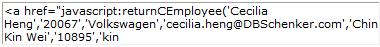 <a href="javascript:returnCEmployee('Cecilia
Heng','20067','Volkswagen','cecilia.heng@DBSchenker.com','Chin
Kin Wei','10895','kin